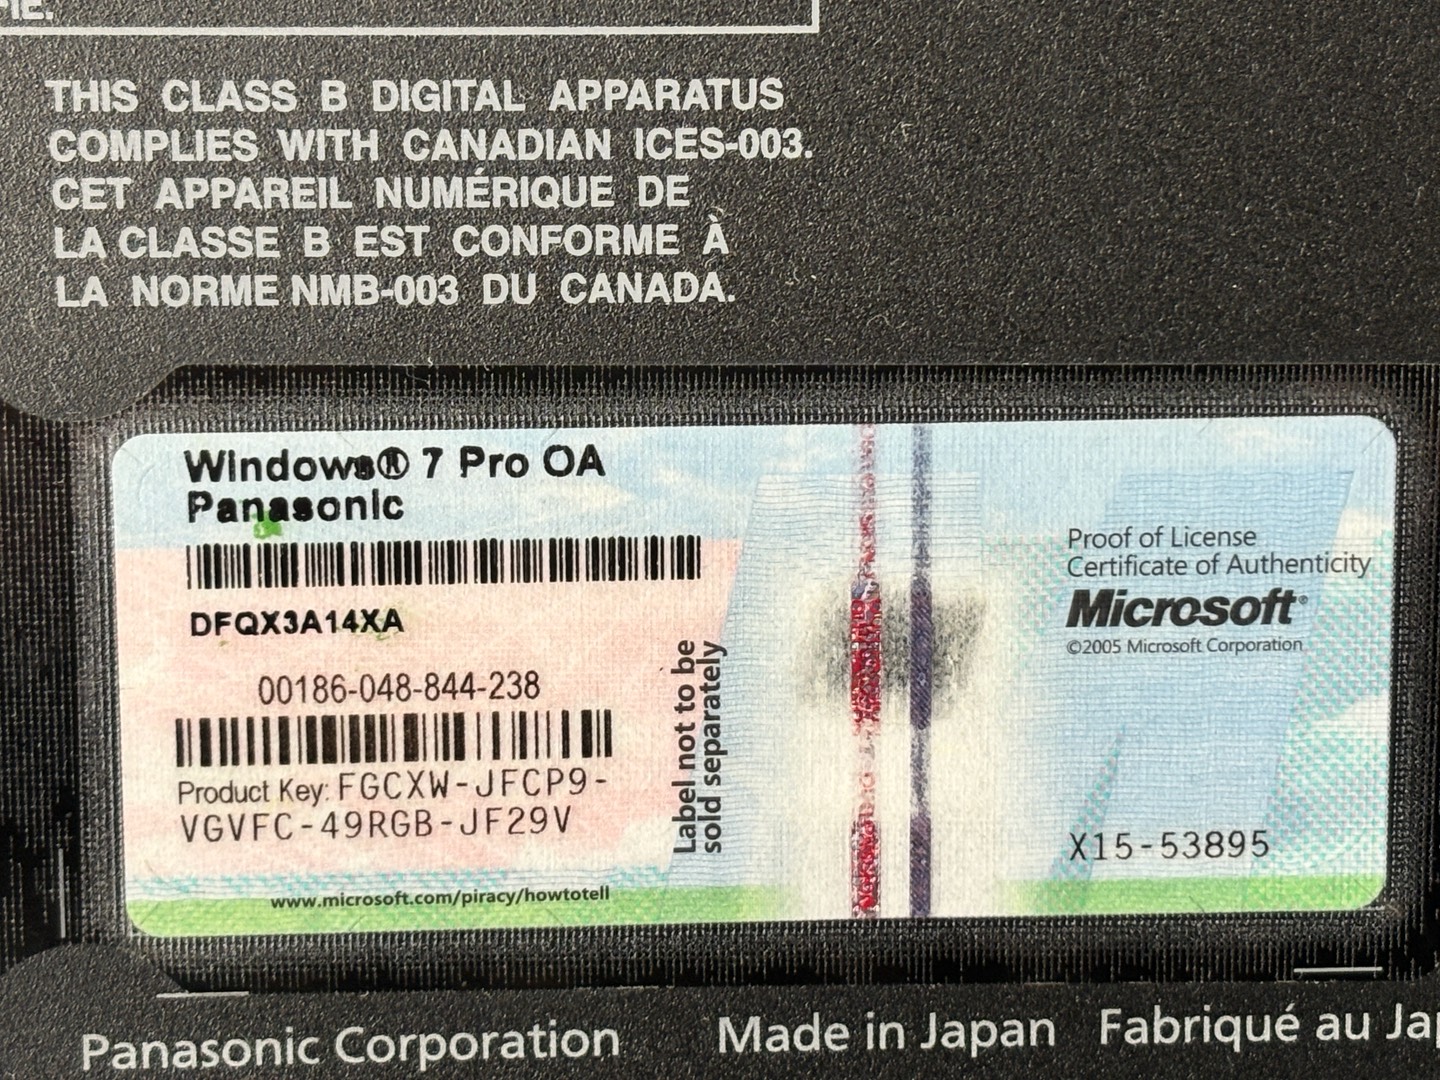 THIS CLASS B DIGITAL APPARATUS
COMPLIES WITH CANADIAN ICES-003.
CET APPAREIL NUMÉRIQUE DE
LA CLASSE B EST CONFORME À
LA NORME NMB-003 DU CANADA.
Windows® 7 Pro OA
Panasonic
DFQX3A14XA
00186-048-844-238
Product Key: FGCXW-JFCP9-
VGVFC-49RGB-JF29V
www.microsoft.com/piracy/howtotell
Label not to be
sold separately
Proof of License
Certificate of Authenticity
Microsoft®
©2005 Microsoft Corporation
X15-53895
Panasonic Corporation Made in Japan Fabriqué au